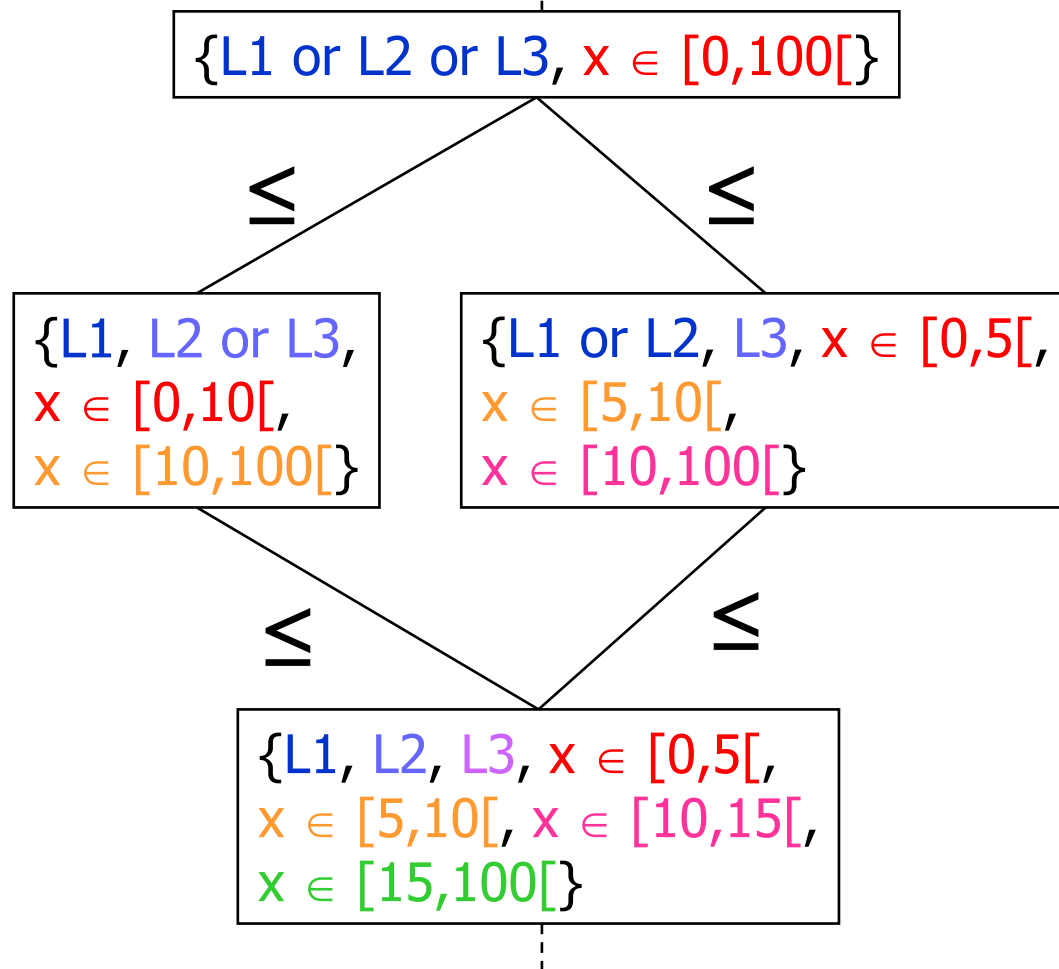 {L1 or L2 or L3, x ∈ [0,100[}
≤
≤
{L1, L2 or L3,
x ∈ [0,10[,
x ∈ [10,100[}
{L1 or L2, L3, x ∈ [0,5[,
x ∈ [5,10[,
x ∈ [10,100[}
≤
≤
{L1, L2, L3, x ∈ [0,5[,
x ∈ [5,10[, x ∈ [10,15[,
x ∈ [15,100[}